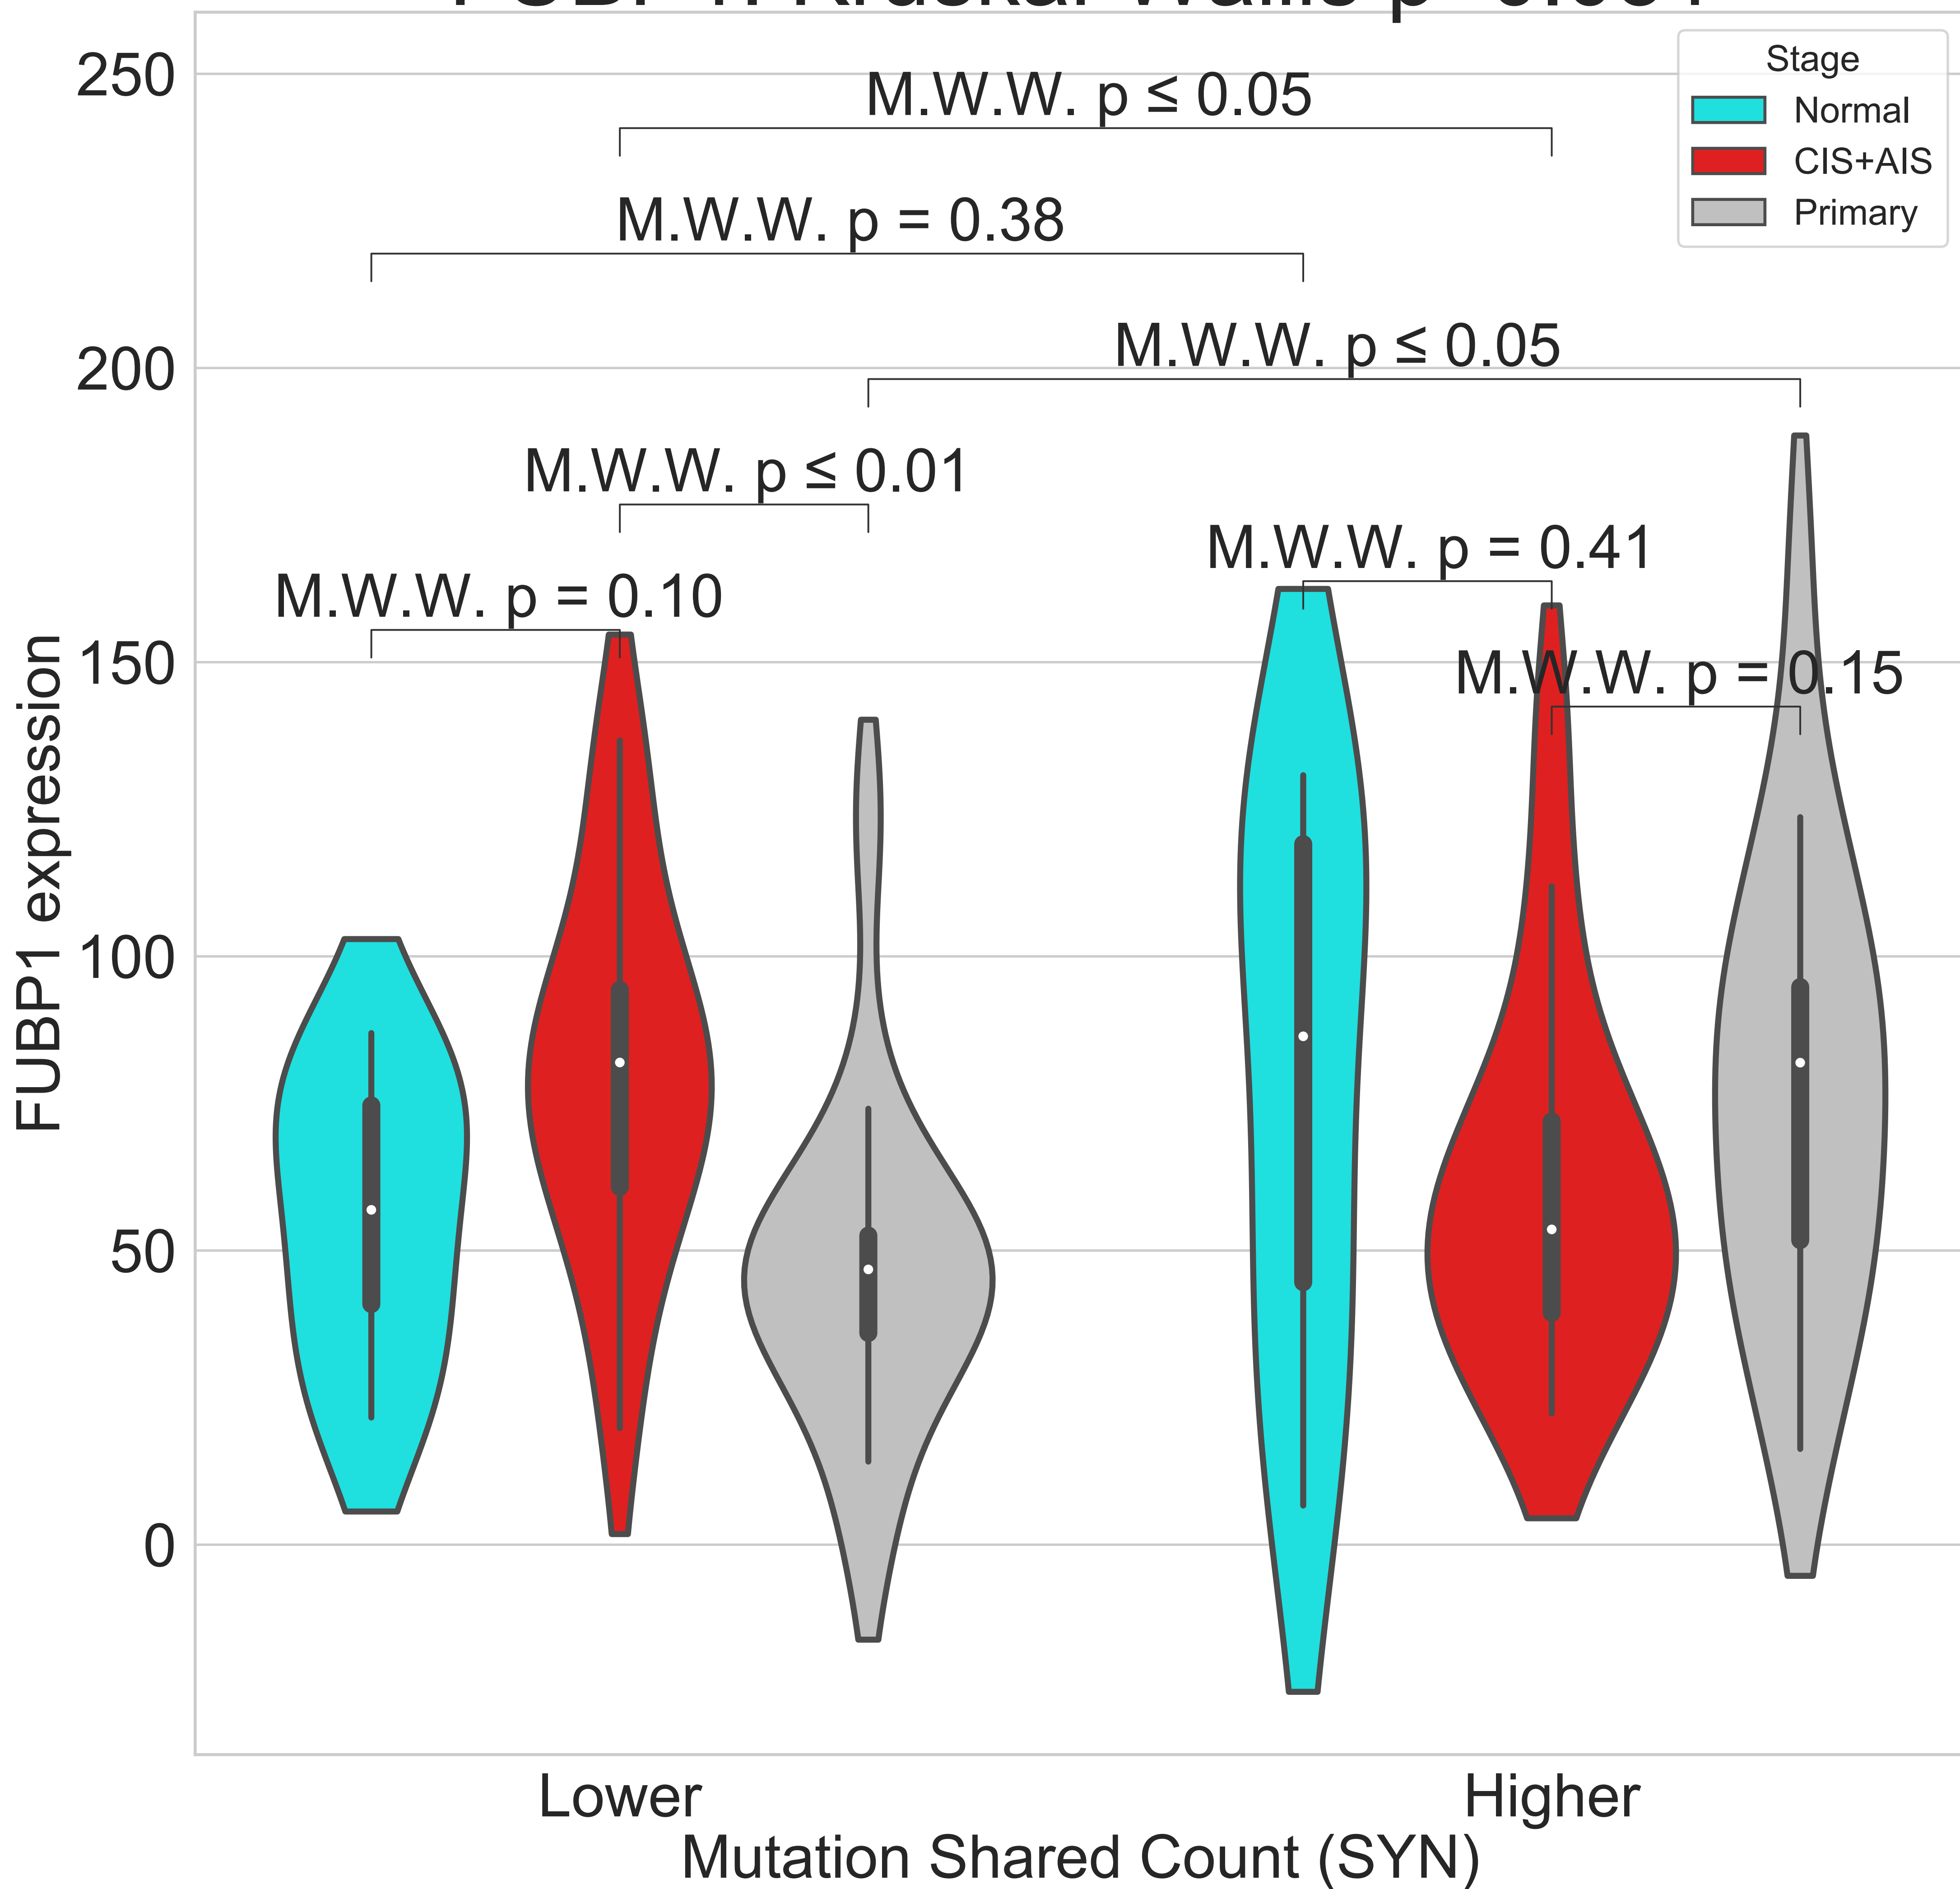 250
200
150
100
50
0
FUBP1 expression
M.W.W. p ≤ 0.05
M.W.W. p = 0.38
M.W.W. p ≤ 0.05
M.W.W. p ≤ 0.01
M.W.W. p = 0.10
M.W.W. p = 0.41
M.W.W. p = 0.15
Stage
Normal
CIS+AIS
Primary
Lower
Higher
Mutation Shared Count (SYN)